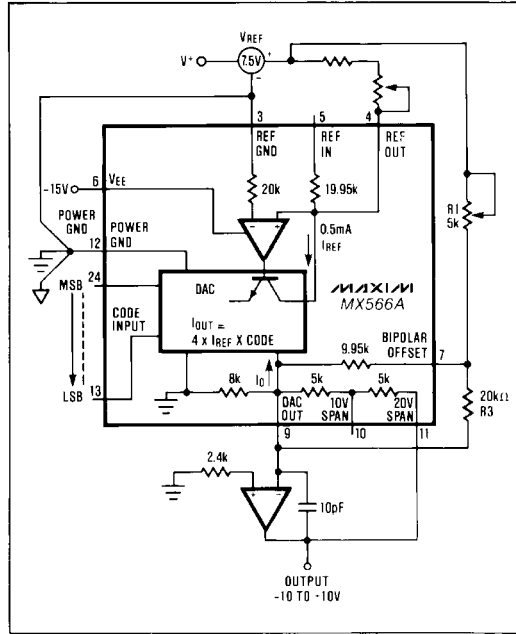 VREF
V+
7.5V
+
-
3
5
4
REF GND
REF IN
REF OUT
-15V
6
VEE
20k
19.95k
R1
5k
POWER GND
12
POWER GND
0.5mA
IREF
MAXIM
MX566A
24
MSB
DAC
CODE INPUT
IOUT =
4 x IREF x CODE
BIPOLAR OFFSET
7
9.95k
13
LSB
8k
IO
5k
5k
20kΩ
R3
DAC OUT
10V SPAN
20V SPAN
9
10
11
2.4k
+
-
10pF
OUTPUT
-10 TO -10V